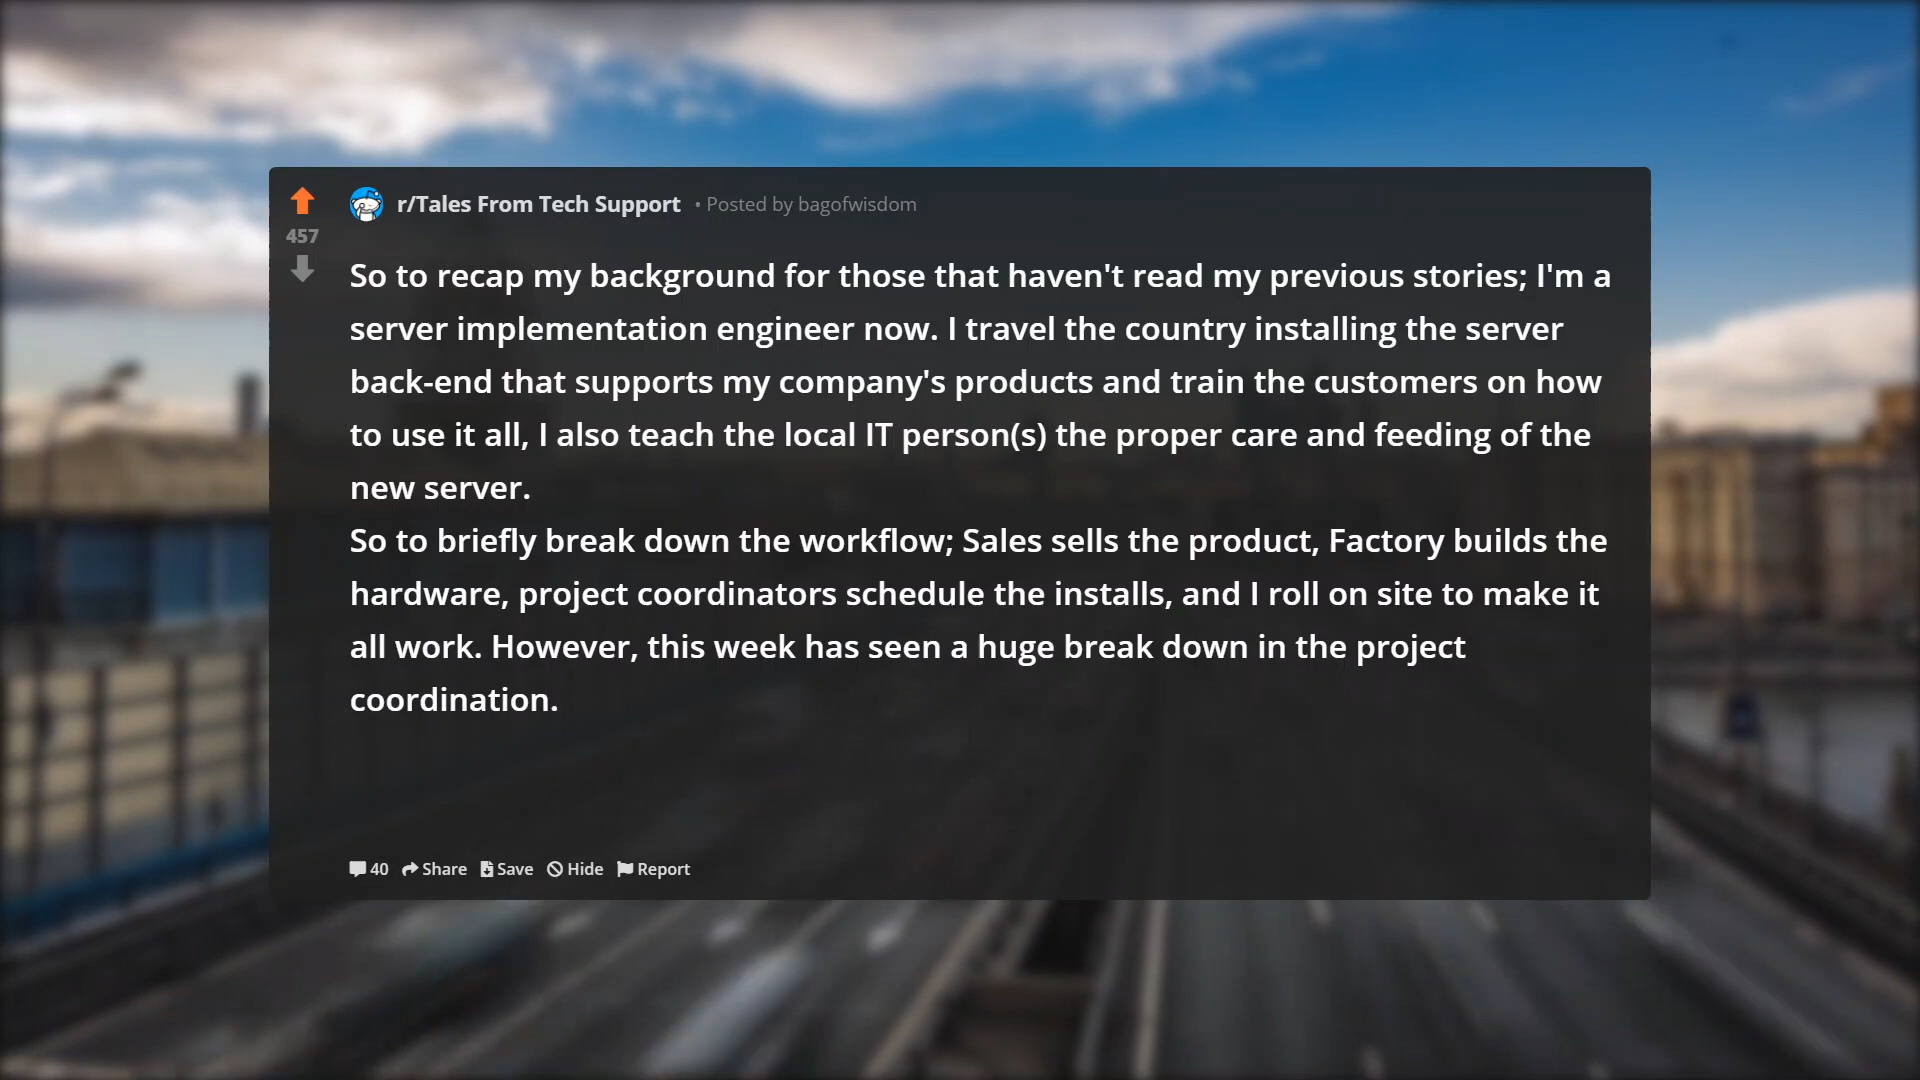 r/Tales From Tech Support • Posted by bagofwisdom
457
So to recap my background for those that haven't read my previous stories; I'm a
server implementation engineer now. I travel the country installing the server
back-end that supports my company's products and train the customers on how
to use it all, I also teach the local IT person(s) the proper care and feeding of the
new server.
So to briefly break down the workflow; Sales sells the product, Factory builds the
hardware, project coordinators schedule the installs, and I roll on site to make it
all work. However, this week has seen a huge break down in the project
coordination.
40 Share Save Hide Report